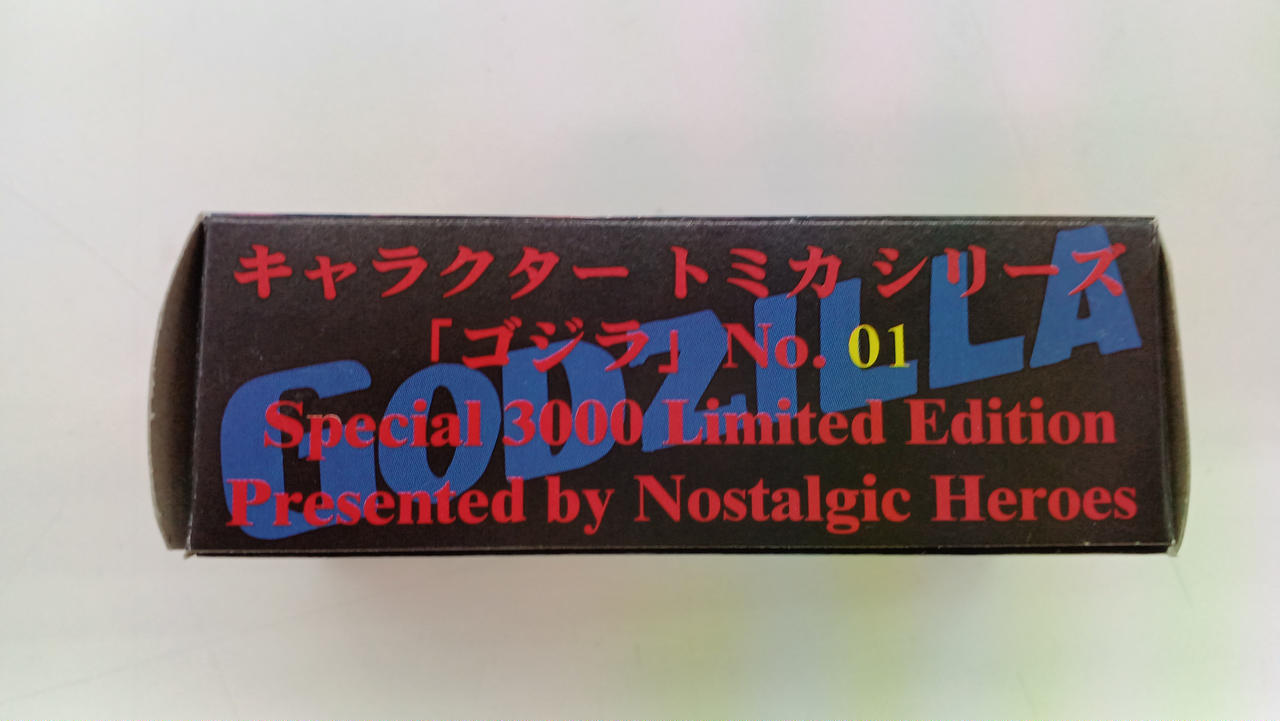 キャラクター トミカ シリーズ
「ゴジラ」 No. 01
Special 3000 Limited Edition
Presented by Nostalgic Heroes
GODZILLA